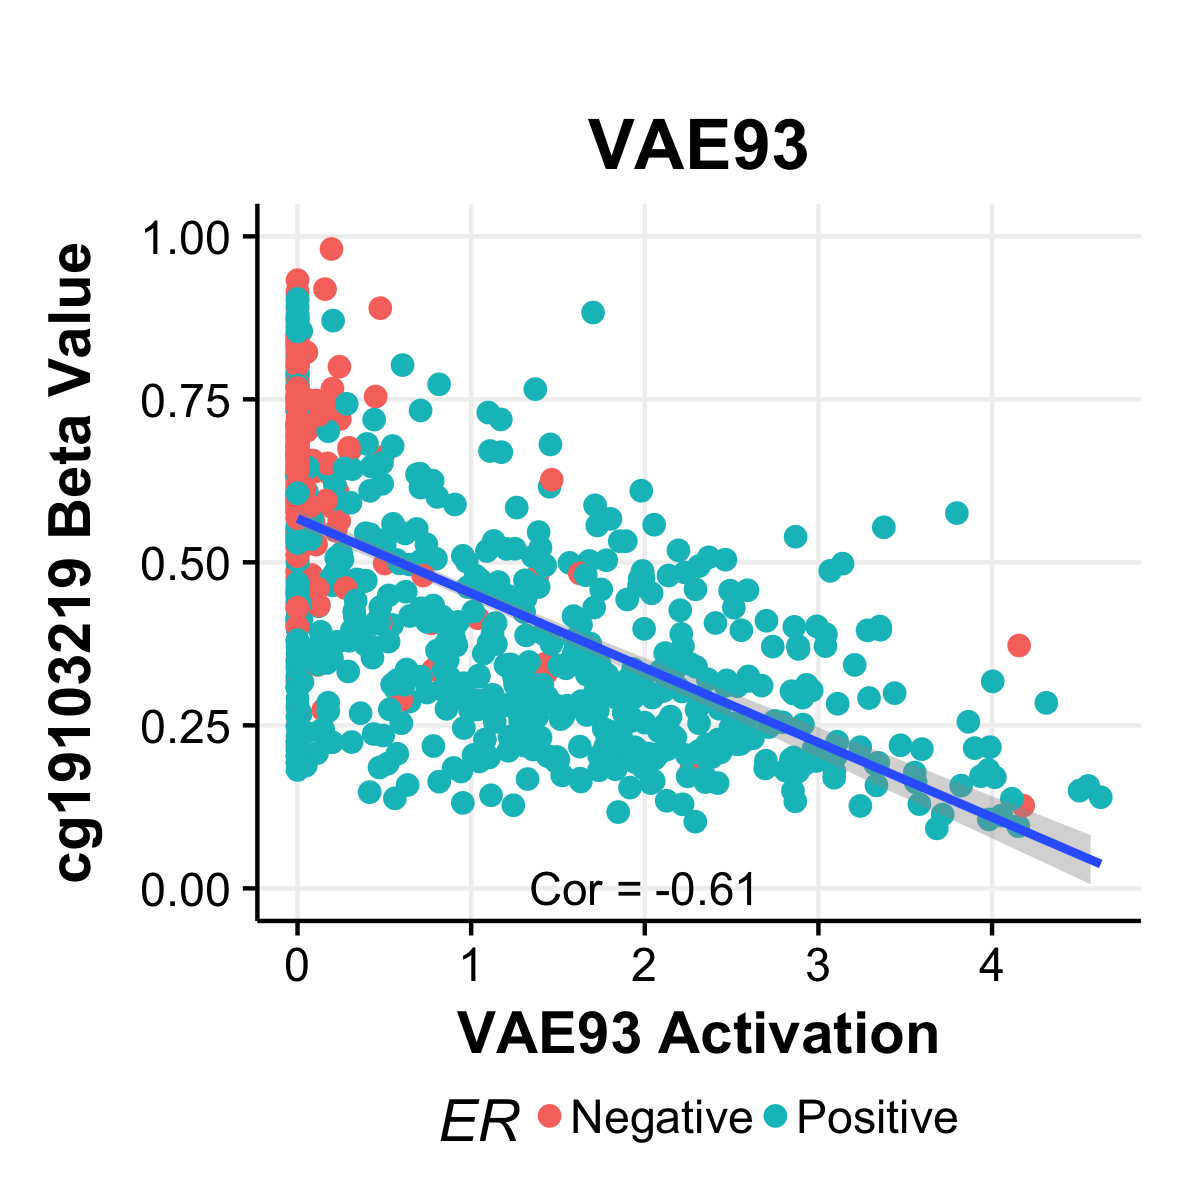 VAE93
cg19103219 Beta Value
1.00
0.75
0.50
0.25
0.00
Cor = -0.61
0 1 2 3 4
VAE93 Activation
ER Negative Positive